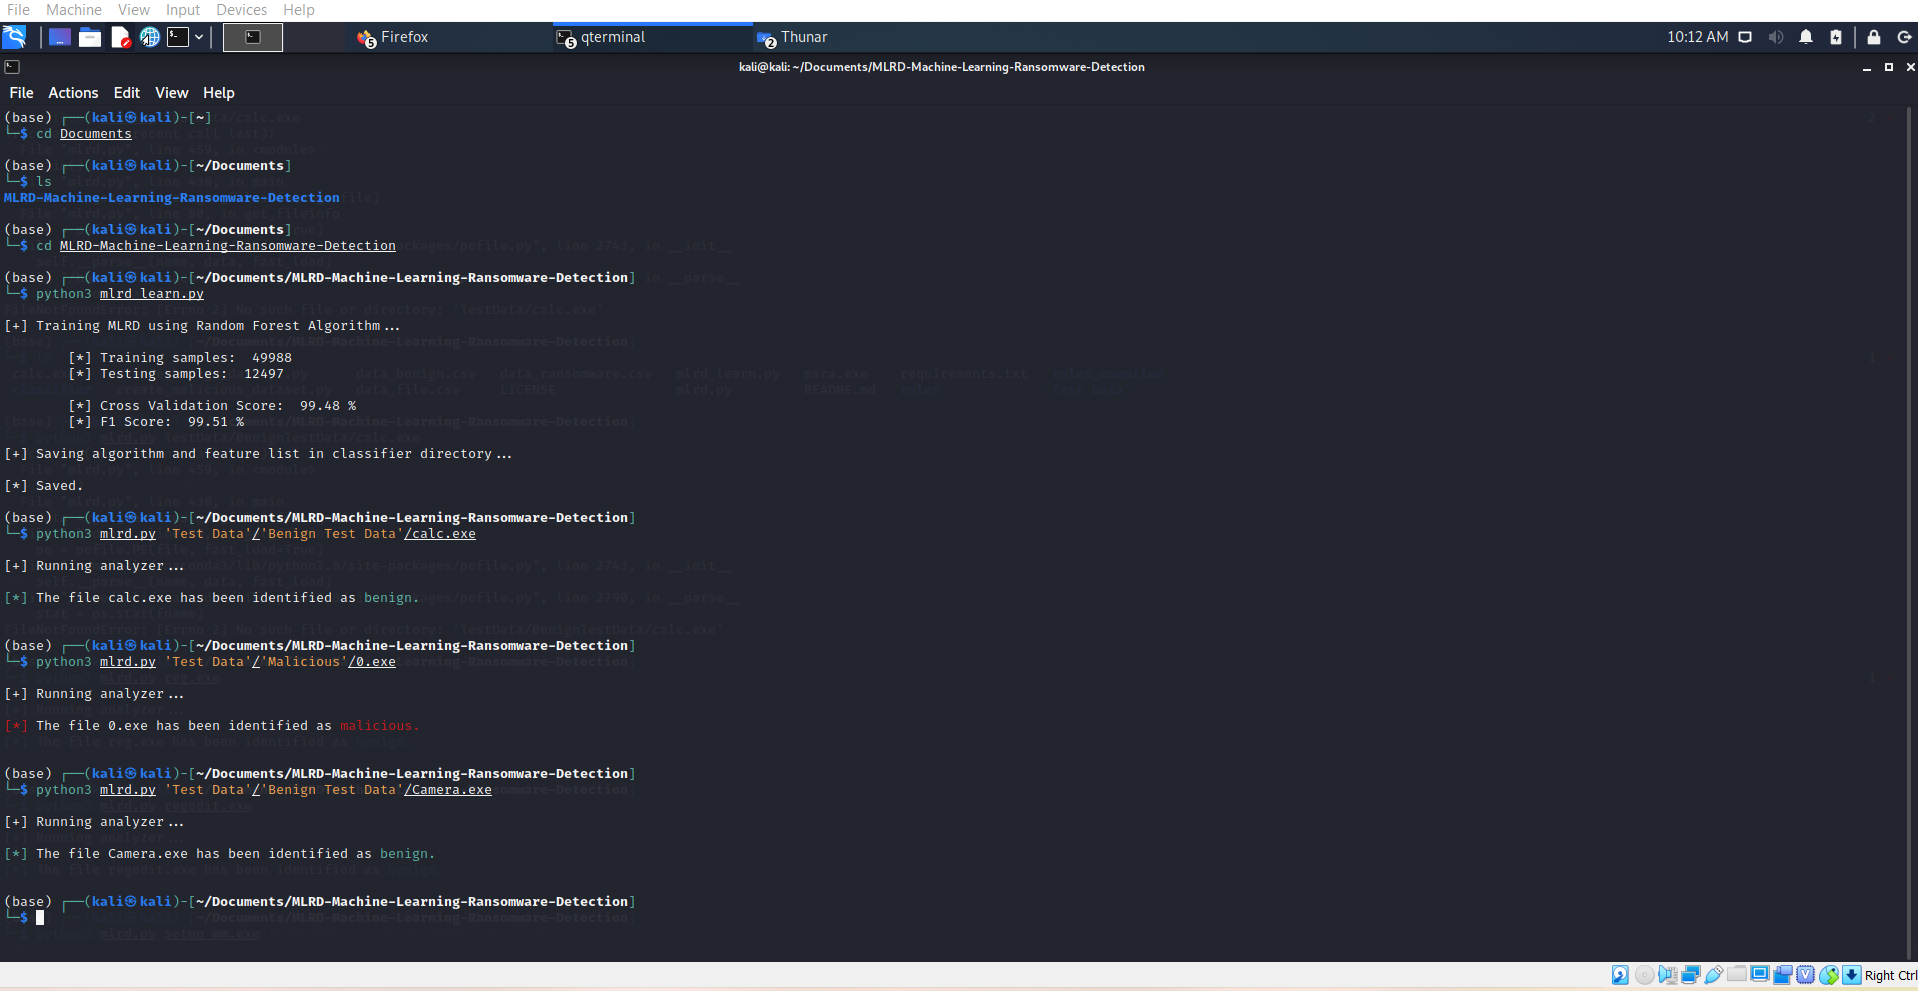 File Machine View Input Devices Help
5 Firefox 5 qterminal 2 Thunar 10:12 AM
kali@kali: ~/Documents/MLRD-Machine-Learning-Ransomware-Detection
File Actions Edit View Help
(base) ┌──(kali㉿kali)-[~]
└─$ cd Documents
(base) ┌──(kali㉿kali)-[~/Documents]
└─$ ls
MLRD-Machine-Learning-Ransomware-Detection
(base) ┌──(kali㉿kali)-[~/Documents]
└─$ cd MLRD-Machine-Learning-Ransomware-Detection
(base) ┌──(kali㉿kali)-[~/Documents/MLRD-Machine-Learning-Ransomware-Detection]
└─$ python3 mlrd_learn.py
[+] Training MLRD using Random Forest Algorithm...
[*] Training samples: 49988
[*] Testing samples: 12497
[*] Cross Validation Score: 99.48 %
[*] F1 Score: 99.51 %
[+] Saving algorithm and feature list in classifier directory...
[*] Saved.
(base) ┌──(kali㉿kali)-[~/Documents/MLRD-Machine-Learning-Ransomware-Detection]
└─$ python3 mlrd.py 'Test Data'/'Benign Test Data'/calc.exe
[+] Running analyzer...
[*] The file calc.exe has been identified as benign.
(base) ┌──(kali㉿kali)-[~/Documents/MLRD-Machine-Learning-Ransomware-Detection]
└─$ python3 mlrd.py 'Test Data'/'Malicious'/0.exe
[+] Running analyzer...
[*] The file 0.exe has been identified as malicious.
(base) ┌──(kali㉿kali)-[~/Documents/MLRD-Machine-Learning-Ransomware-Detection]
└─$ python3 mlrd.py 'Test Data'/'Benign Test Data'/Camera.exe
[+] Running analyzer...
[*] The file Camera.exe has been identified as benign.
(base) ┌──(kali㉿kali)-[~/Documents/MLRD-Machine-Learning-Ransomware-Detection]
└─$
Right Ctrl